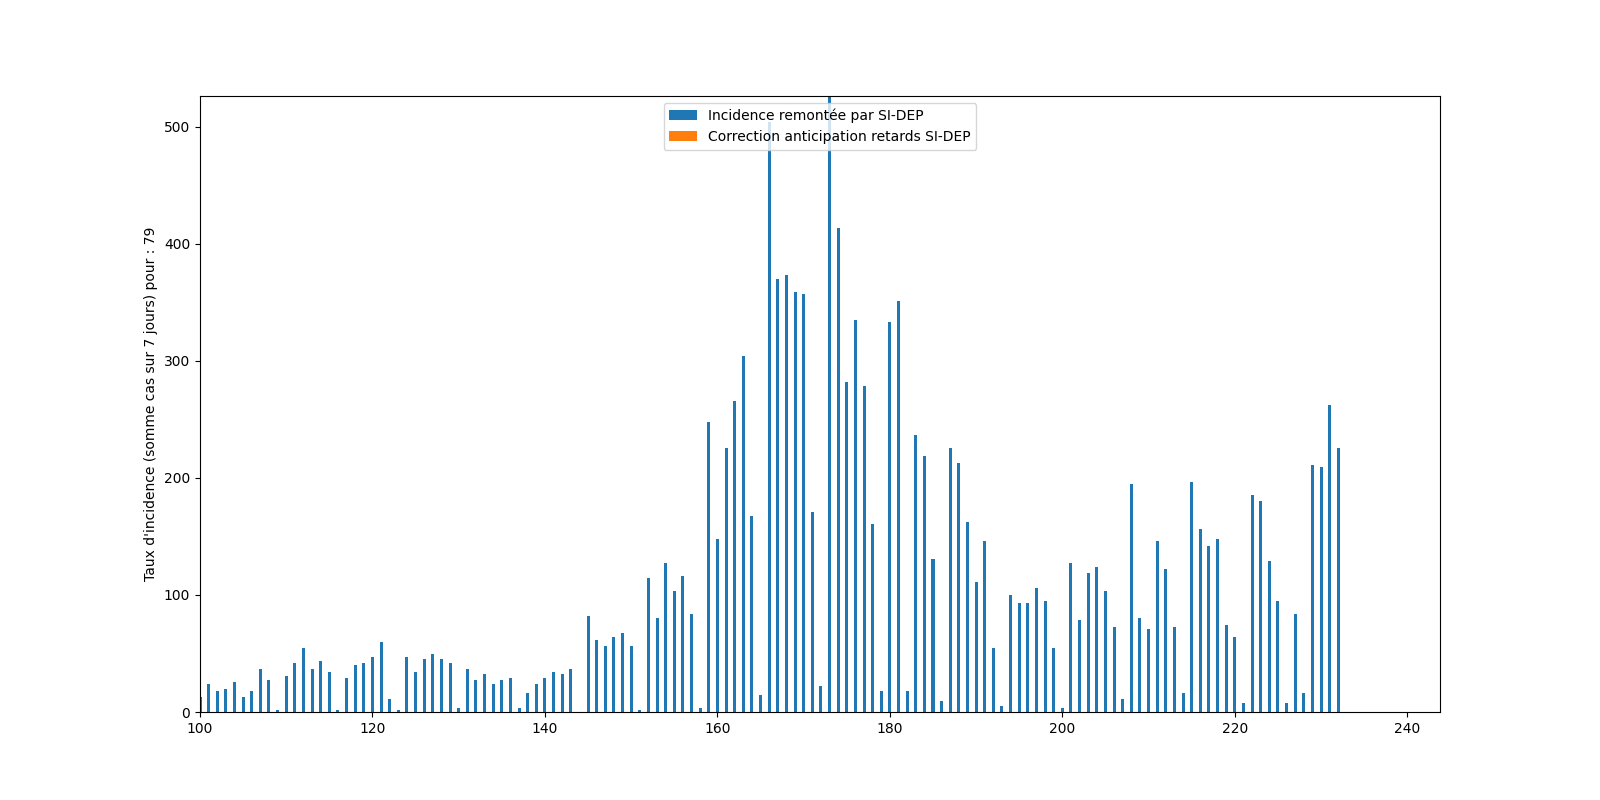 Incidence remontée par SI-DEP
Correction anticipation retards SI-DEP
Taux d'incidence (somme cas sur 7 jours) pour : 79
500
400
300
200
100
0
100 120 140 160 180 200 220 240